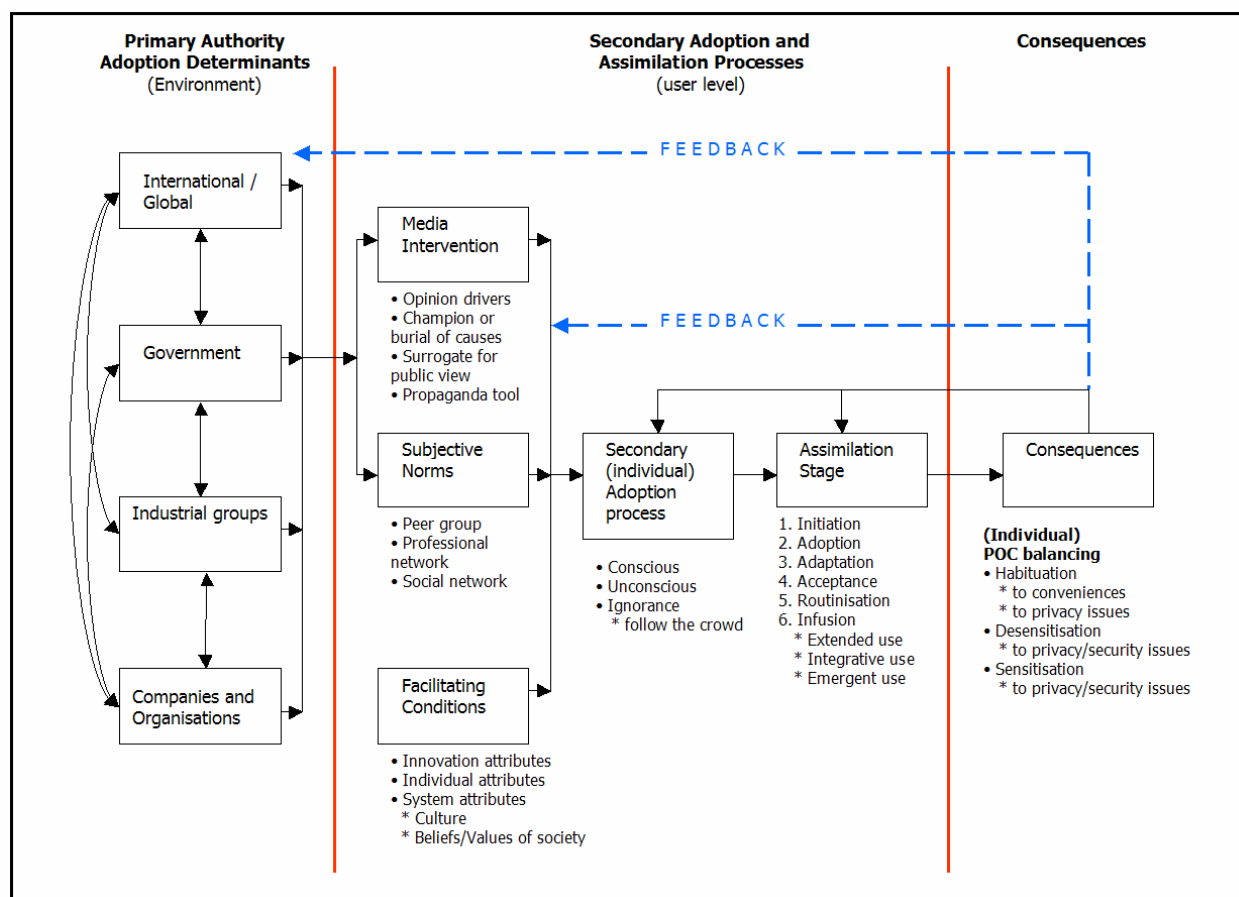 Primary Authority
Adoption Determinants
(Environment)
Secondary Adoption and
Assimilation Processes
(user level)
Consequences
FEEDBACK
International /
Global
Media
Intervention
• Opinion drivers
• Champion or
burial of causes
• Surrogate for
public view
• Propaganda tool
FEEDBACK
Government
Subjective
Norms
• Peer group
• Professional
network
• Social network
Secondary
(individual)
Adoption
process
• Conscious
• Unconscious
• Ignorance
* follow the crowd
Assimilation
Stage
1. Initiation
2. Adoption
3. Adaptation
4. Acceptance
5. Routinisation
6. Infusion
* Extended use
* Integrative use
* Emergent use
Consequences
(Individual)
POC balancing
• Habituation
* to conveniences
* to privacy issues
• Desensitisation
* to privacy/security issues
• Sensitisation
* to privacy/security issues
Industrial groups
Companies and
Organisations
Facilitating
Conditions
• Innovation attributes
• Individual attributes
• System attributes
* Culture
* Beliefs/Values of society